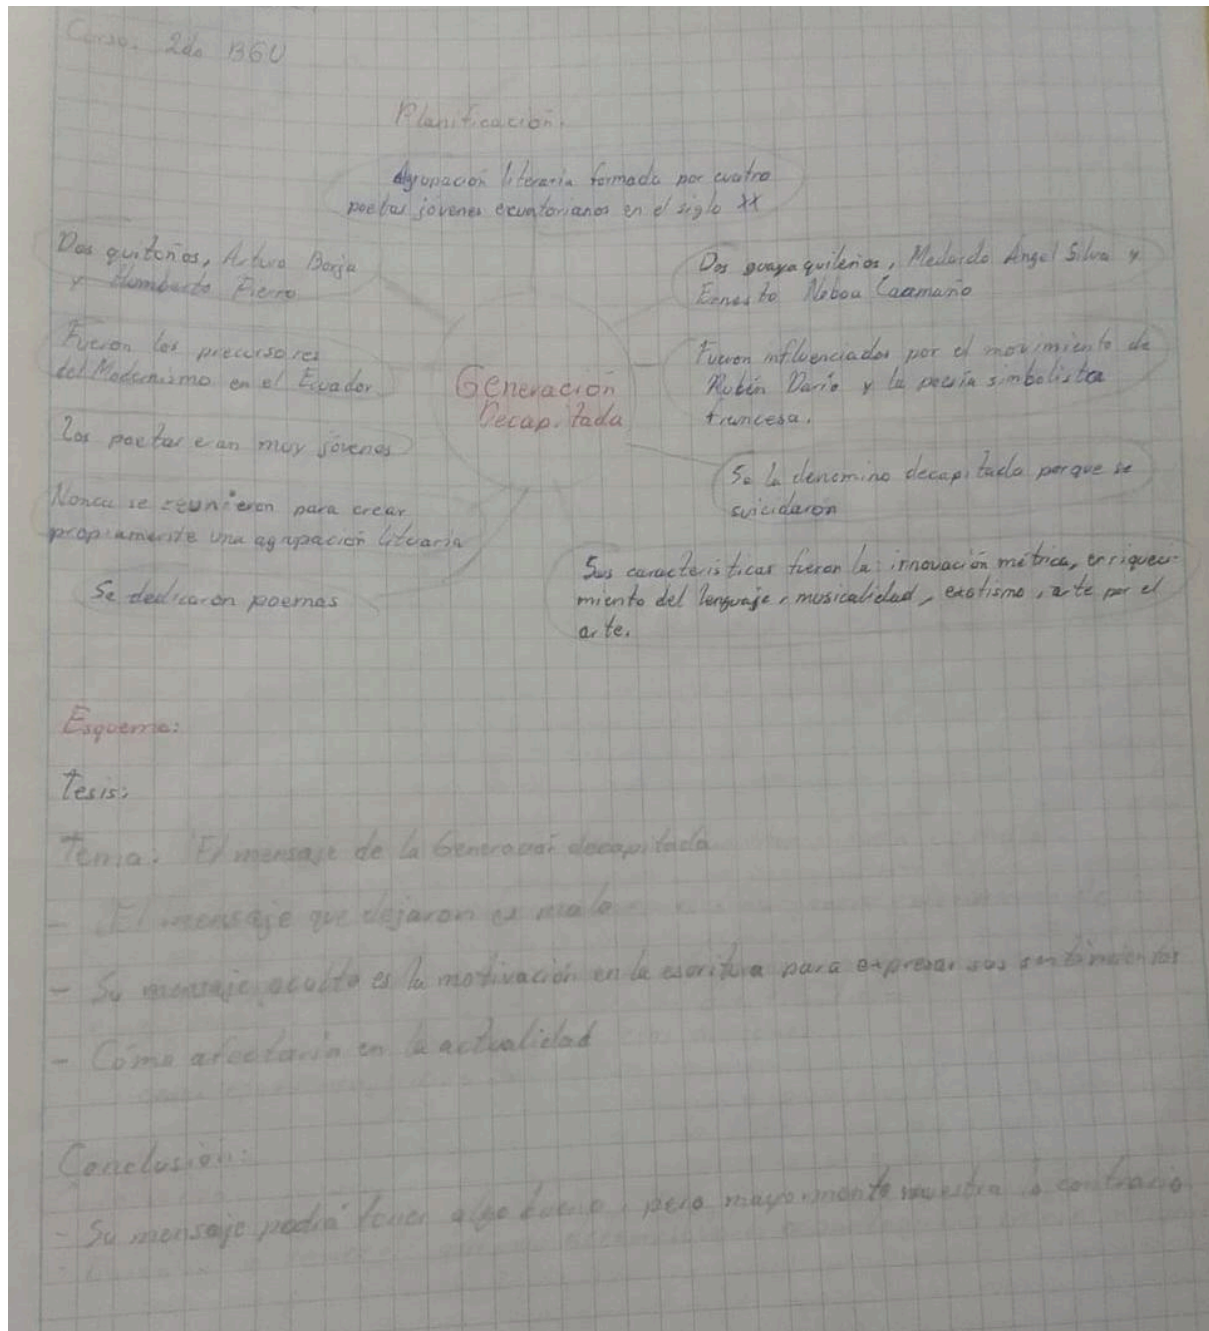 Curso: 2do BGU
Planificación.
Agrupación literaria formada por cuatro
poetas jóvenes ecuatorianos en el siglo XX
Dos quiteños, Arturo Borja
y Humberto Fierro
Dos guayaquileños, Medardo Angel Silva y
Ernesto Noboa Caamaño
Fueron los precursores
del Modernismo en el Ecuador
Generación
Decapitada
Fueron influenciados por el movimiento de
Rubén Darío y la poesía simbolista
francesa.
Los poetas eran muy jóvenes
Se la denomino decapitada porque se
suicidaron
Nunca se reunieron para crear
propiamente una agrupación literaria
Se dedicaron poemas
Sus características fueron la innovación métrica, enriqueci-
miento del lenguaje, musicalidad, exotismo, arte por el
arte.
Esquema:
Tesis:
Tema: El mensaje de la Generación decapitada
- El mensaje que dejaron es malo
- Su mensaje oculto es la motivación en la escritura para expresar sus sentimientos
- Cómo afectaría en la actualidad
Conclusión:
- Su mensaje podrá tener algo bueno, pero mayormente muestra lo contrario